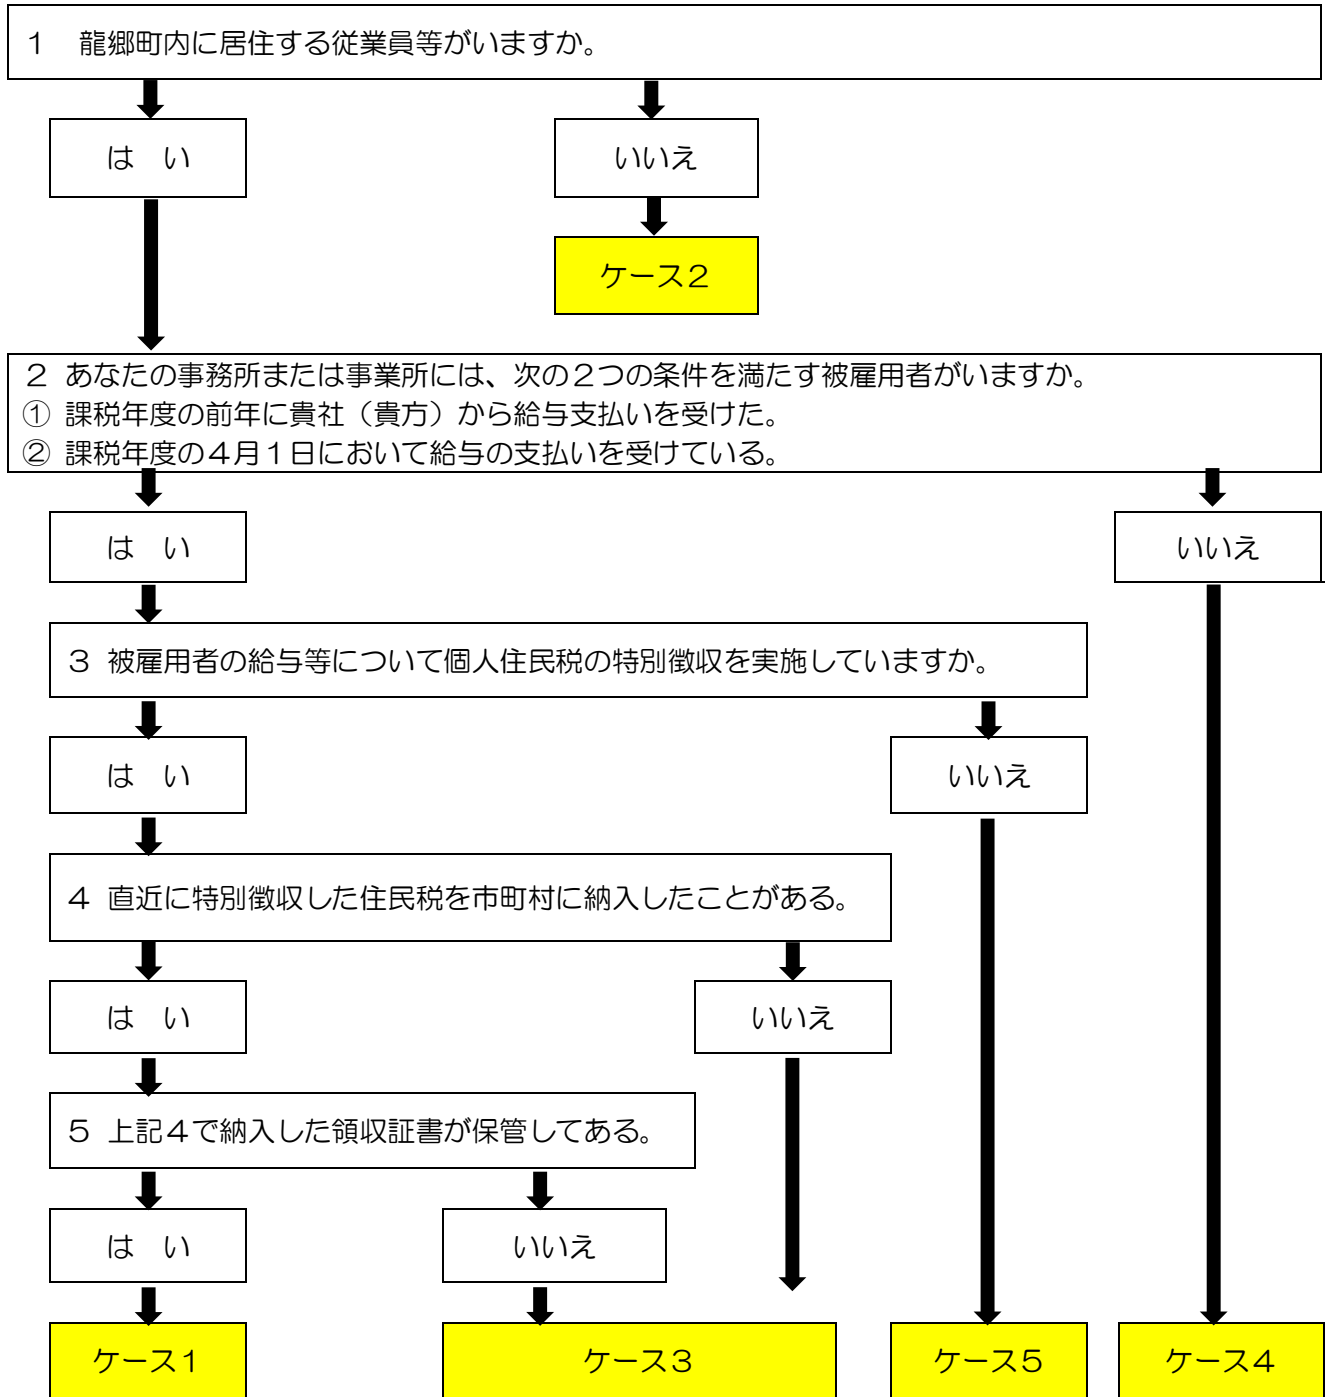 １　龍郷町内に居住する従業員等がいますか。
は　い
いいえ
ケース２
２ あなたの事務所または事業所には、次の２つの条件を満たす被雇用者がいますか。
① 課税年度の前年に貴社（貴方）から給与支払いを受けた。
② 課税年度の４月１日において給与の支払いを受けている。
は　い
いいえ
３ 被雇用者の給与等について個人住民税の特別徴収を実施していますか。
は　い
いいえ
４ 直近に特別徴収した住民税を市町村に納入したことがある。
は　い
いいえ
５ 上記４で納入した領収証書が保管してある。
は　い
いいえ
ケース１
ケース３
ケース５
ケース４